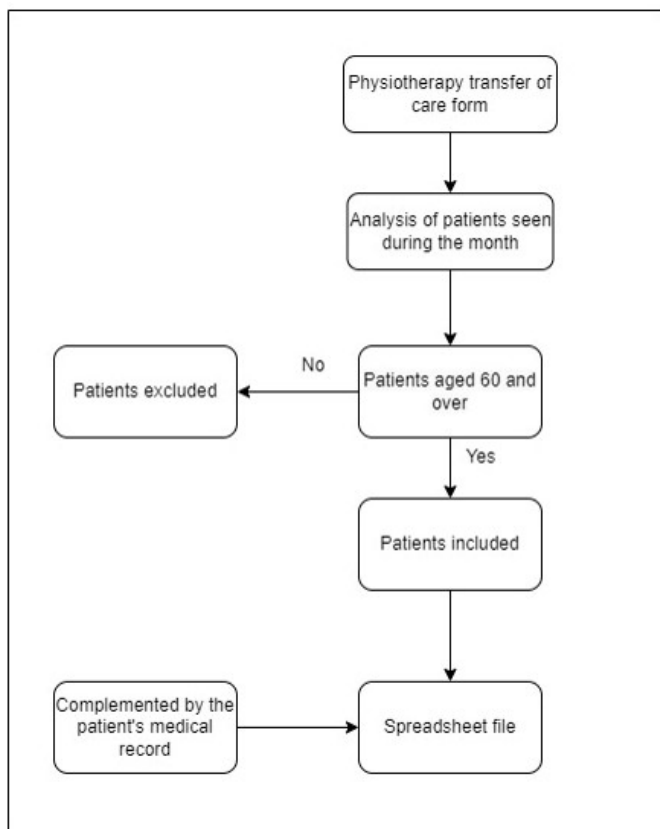 Physiotherapy transfer of
care form
Analysis of patients seen
during the month
No
Patients excluded
Patients aged 60 and
over
Yes
Patients included
Complemented by the
patient's medical
record
Spreadsheet file